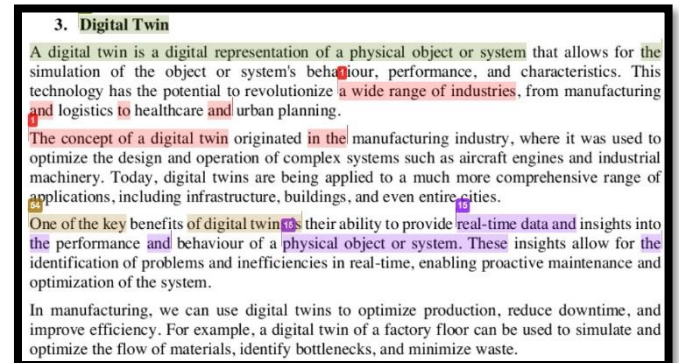 3. Digital Twin
A digital twin is a digital representation of a physical object or system that allows for the
simulation of the object or system's behaviour, performance, and characteristics. This
technology has the potential to revolutionize a wide range of industries, from manufacturing
and logistics to healthcare and urban planning.
The concept of a digital twin originated in the manufacturing industry, where it was used to
optimize the design and operation of complex systems such as aircraft engines and industrial
machinery. Today, digital twins are being applied to a much more comprehensive range of
applications, including infrastructure, buildings, and even entire cities.
One of the key benefits of digital twins is their ability to provide real-time data and insights into
the performance and behaviour of a physical object or system. These insights allow for the
identification of problems and inefficiencies in real-time, enabling proactive maintenance and
optimization of the system.
In manufacturing, we can use digital twins to optimize production, reduce downtime, and
improve efficiency. For example, a digital twin of a factory floor can be used to simulate and
optimize the flow of materials, identify bottlenecks, and minimize waste.